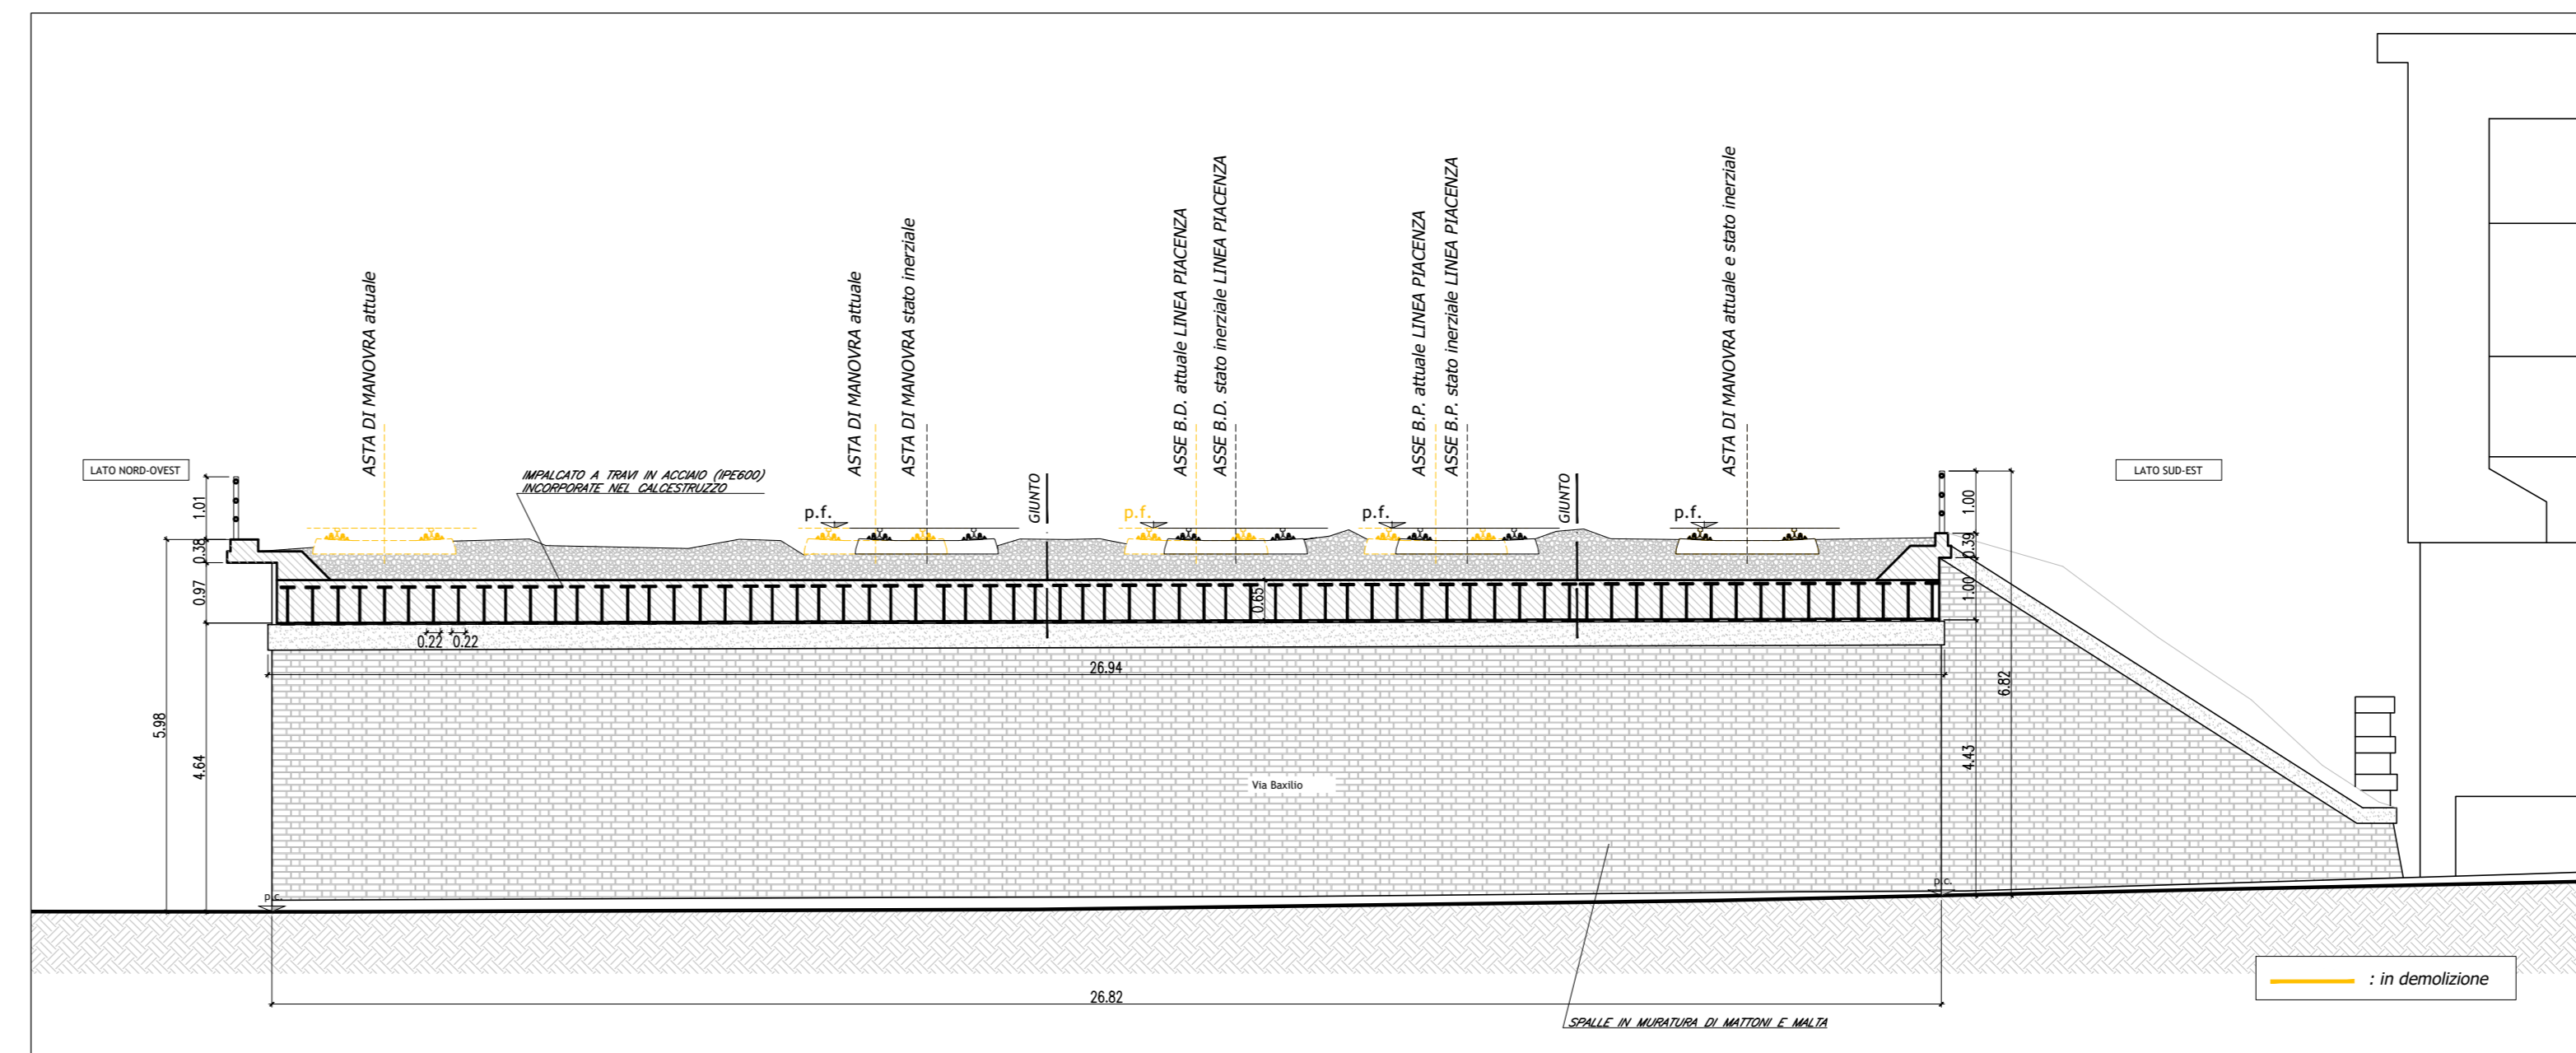 ASTA DI MANOVRA attuale
ASTA DI MANOVRA attuale
ASTA DI MANOVRA stato inerziale
ASSE B.D. attuale LINEA PIACENZA
ASSE B.D. stato inerziale LINEA PIACENZA
ASSE B.P. attuale LINEA PIACENZA
ASSE B.P. stato inerziale LINEA PIACENZA
ASTA DI MANOVRA attuale e stato inerziale
LATO NORD-OVEST
IMPALCATO A TRAVI IN ACCIAIO (IPE600)
INCORPORATE NEL CALCESTRUZZO
GIUNTO
GIUNTO
LATO SUD-EST
p.f.
p.f.
p.f.
p.f.
1.01
0.38
0.97
5.98
4.64
0.22
0.22
0.65
1.00
0.39
1.00
6.82
4.43
26.94
Via Baxilio
p.c.
p.c.
26.82
: in demolizione
SPALLE IN MURATURA DI MATTONI E MALTA